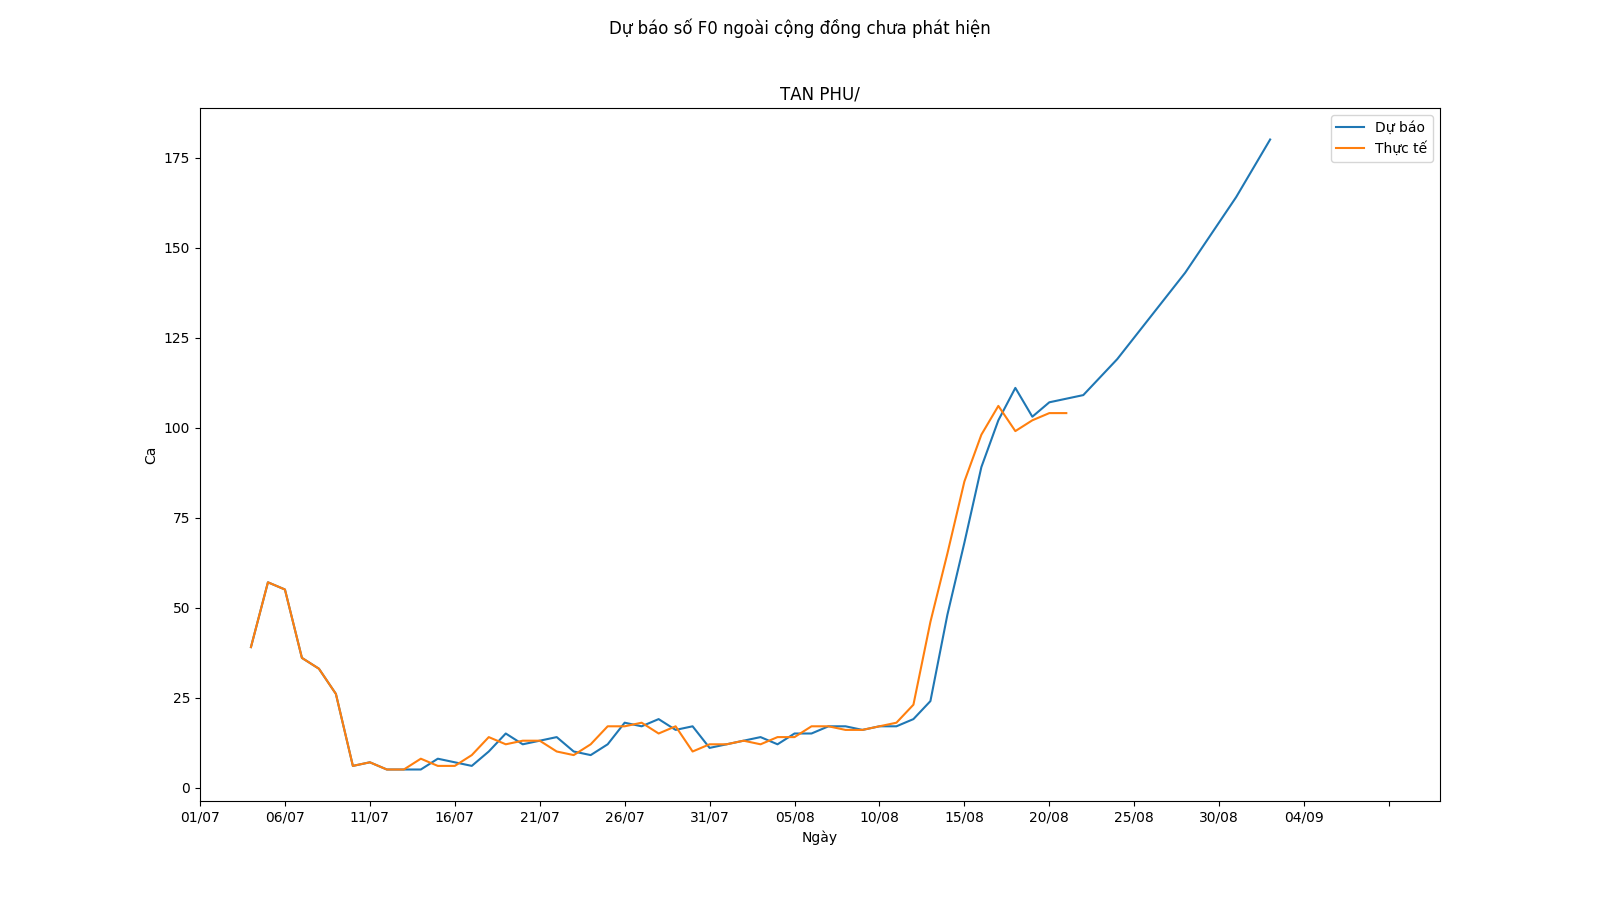 Dự báo số F0 ngoài cộng đồng chưa phát hiện
TAN PHU/
Dự báo
Thực tế
175
150
125
100
75
50
25
0
Ca
01/07 06/07 11/07 16/07 21/07 26/07 31/07 05/08 10/08 15/08 20/08 25/08 30/08 04/09
Ngày